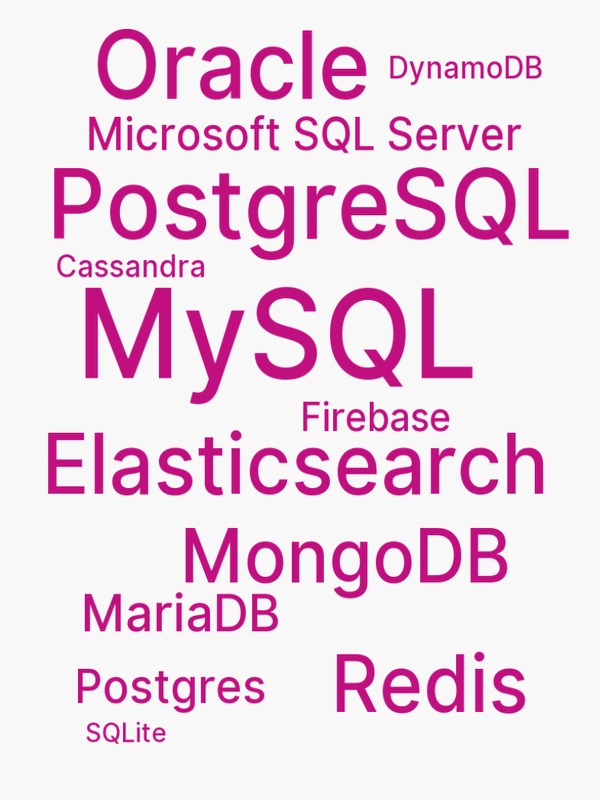 Oracle
DynamoDB
Microsoft SQL Server
PostgreSQL
Cassandra
MySQL
Firebase
Elasticsearch
MongoDB
MariaDB
Postgres
Redis
SQLite